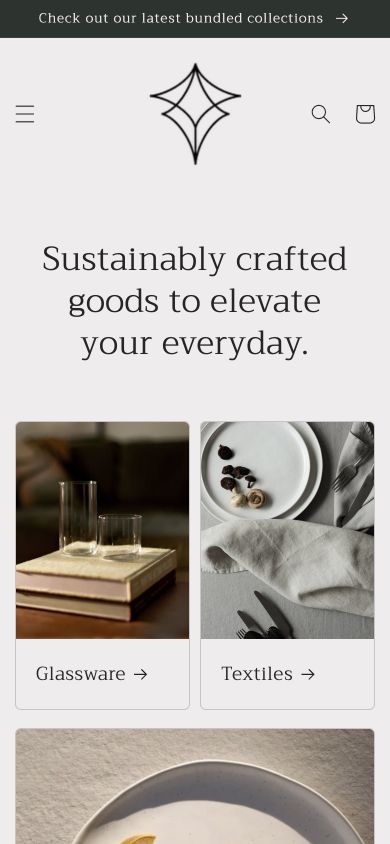 Check out our latest bundled collections
Sustainably crafted
goods to elevate
your everyday.
Glassware
Textiles